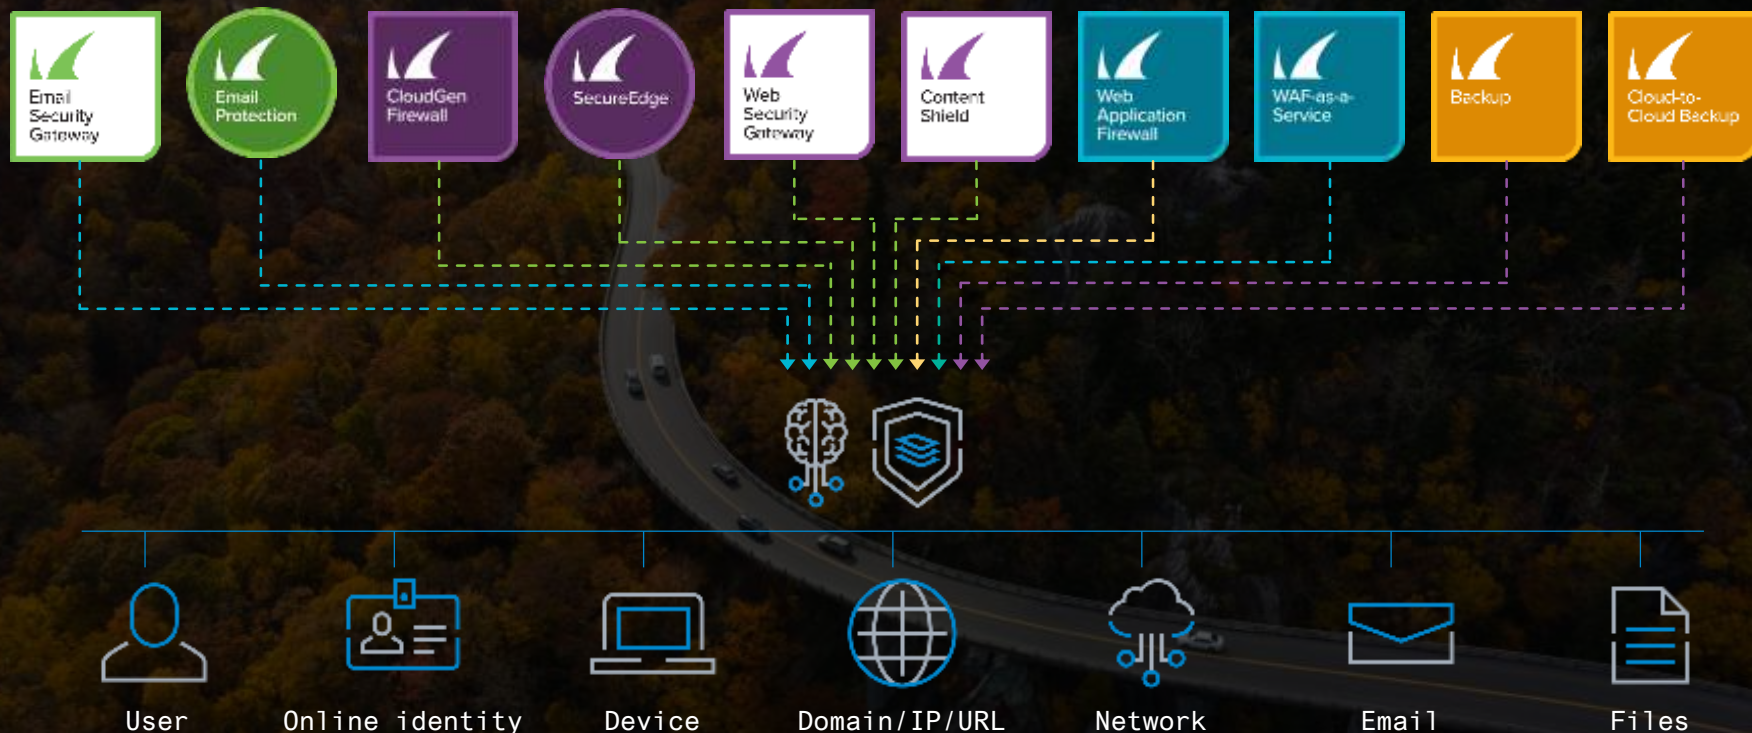 Email
Security
Gateway
Email
Protection
CloudGen
Firewall
SecureEdge
Web
Security
Gateway
Content
Shield
Web
Application
Firewall
WAF-as-a-
Service
Backup
Cloud-to-
Cloud Backup
User
Online identity
Device
Domain/IP/URL
Network
Email
Files